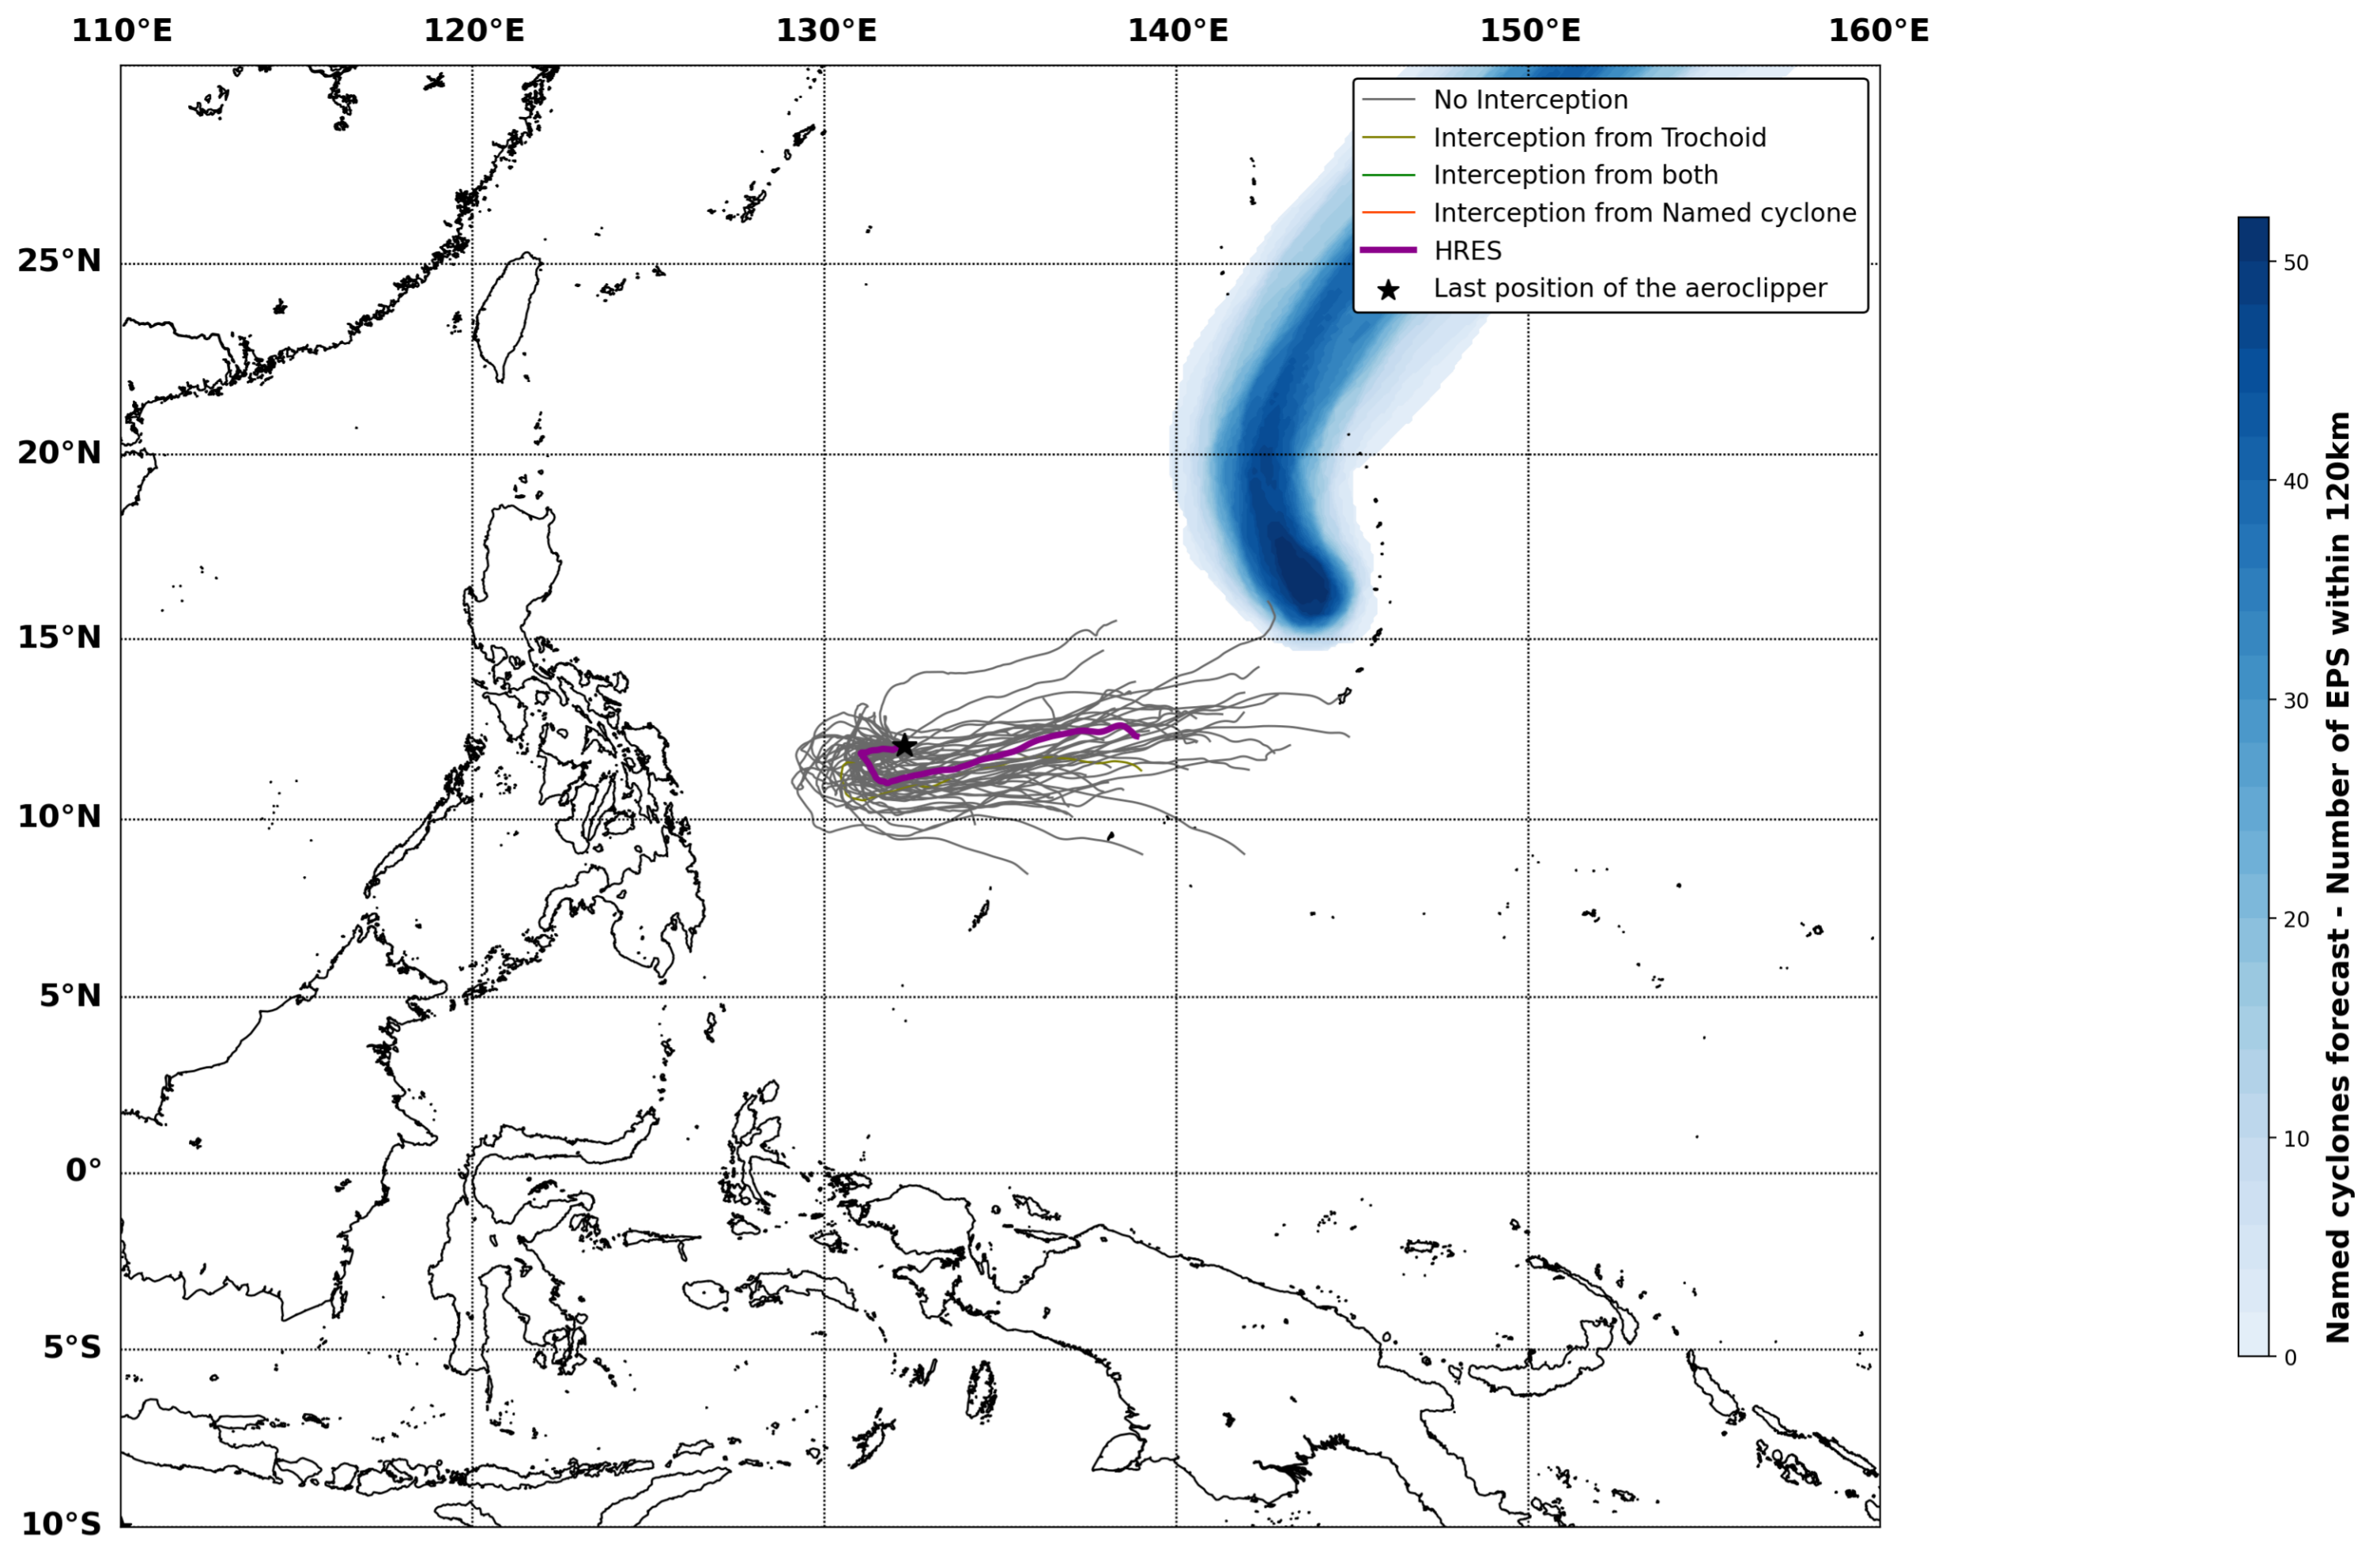 110°E 120°E 130°E 140°E 150°E 160°E
No Interception
Interception from Trochoid
Interception from both
Interception from Named cyclone
HRES
Last position of the aeroclipper
25°N
20°N
15°N
10°N
5°N
0°
5°S
10°S
50
40
30
20
10
0
Named cyclones forecast - Number of EPS within 120km